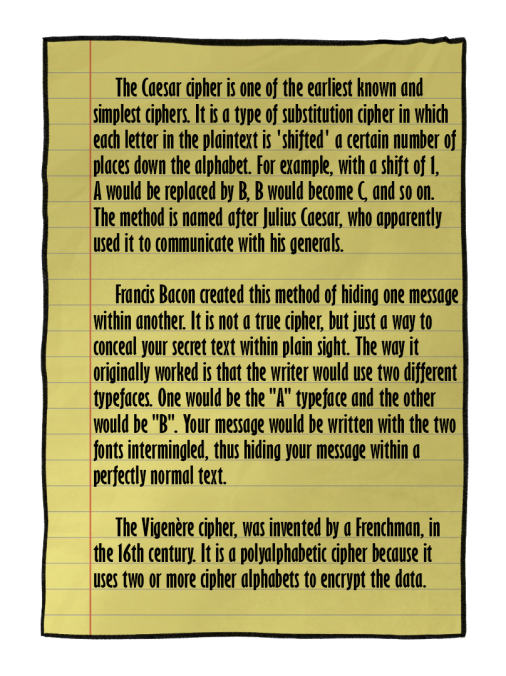 The Caesar cipher is one of the earliest known and
simplest ciphers. It is a type of substitution cipher in which
each letter in the plaintext is 'shifted' a certain number of
places down the alphabet. For example, with a shift of 1,
A would be replaced by B, B would become C, and so on.
The method is named after Julius Caesar, who apparently
used it to communicate with his generals.
Francis Bacon created this method of hiding one message
within another. It is not a true cipher, but just a way to
conceal your secret text within plain sight. The way it
originally worked is that the writer would use two different
typefaces. One would be the "A" typeface and the other
would be "B". Your message would be written with the two
fonts intermingled, thus hiding your message within a
perfectly normal text.
The Vigenère cipher, was invented by a Frenchman, in
the 16th century. It is a polyalphabetic cipher because it
uses two or more cipher alphabets to encrypt the data.